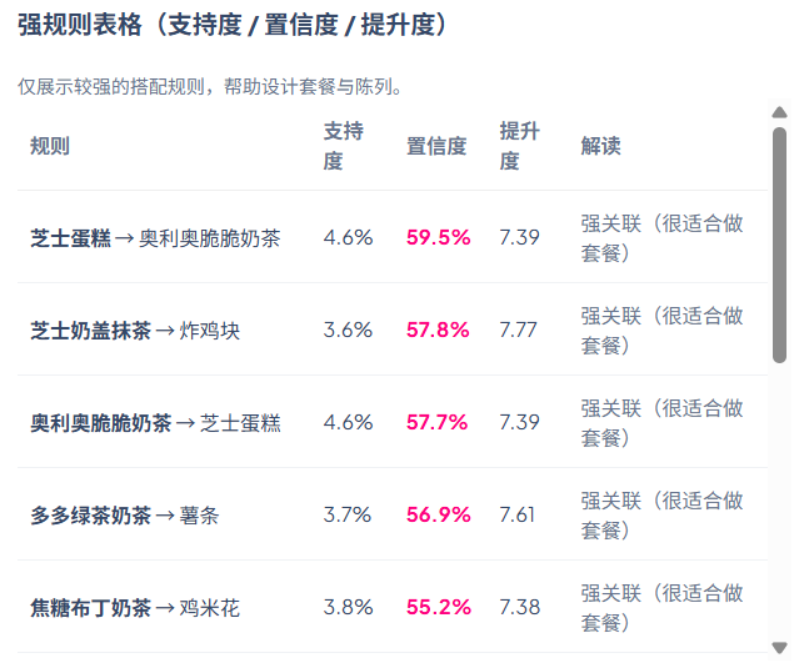 强规则表格（支持度 / 置信度 / 提升度）
仅展示较强的搭配规则，帮助设计套餐与陈列。
规则 支持度 置信度 提升度 解读
芝士蛋糕 → 奥利奥脆脆奶茶 4.6% 59.5% 7.39 强关联（很适合做套餐）
芝士奶盖抹茶 → 炸鸡块 3.6% 57.8% 7.77 强关联（很适合做套餐）
奥利奥脆脆奶茶 → 芝士蛋糕 4.6% 57.7% 7.39 强关联（很适合做套餐）
多多绿茶奶茶 → 薯条 3.7% 56.9% 7.61 强关联（很适合做套餐）
焦糖布丁奶茶 → 鸡米花 3.8% 55.2% 7.38 强关联（很适合做套餐）